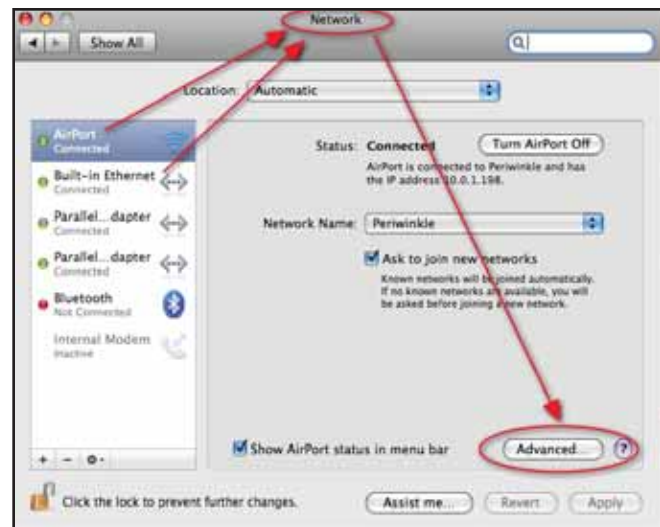 Network
Show All
Location: Automatic
AirPort
Connected
Status: Connected
Turn AirPort Off
AirPort is connected to Periwinkle and has
the IP address 10.0.1.198.
Built-in Ethernet
Connected
Parallel...dapter
Connected
Network Name: Periwinkle
Parallel...dapter
Connected
Ask to join new networks
Known networks will be joined automatically.
If no known networks are available, you will
be asked before joining a new network.
Bluetooth
Not Connected
Internal Modem
Inactive
Show AirPort status in menu bar
Advanced...
?
Click the lock to prevent further changes.
Assist me...
Revert
Apply